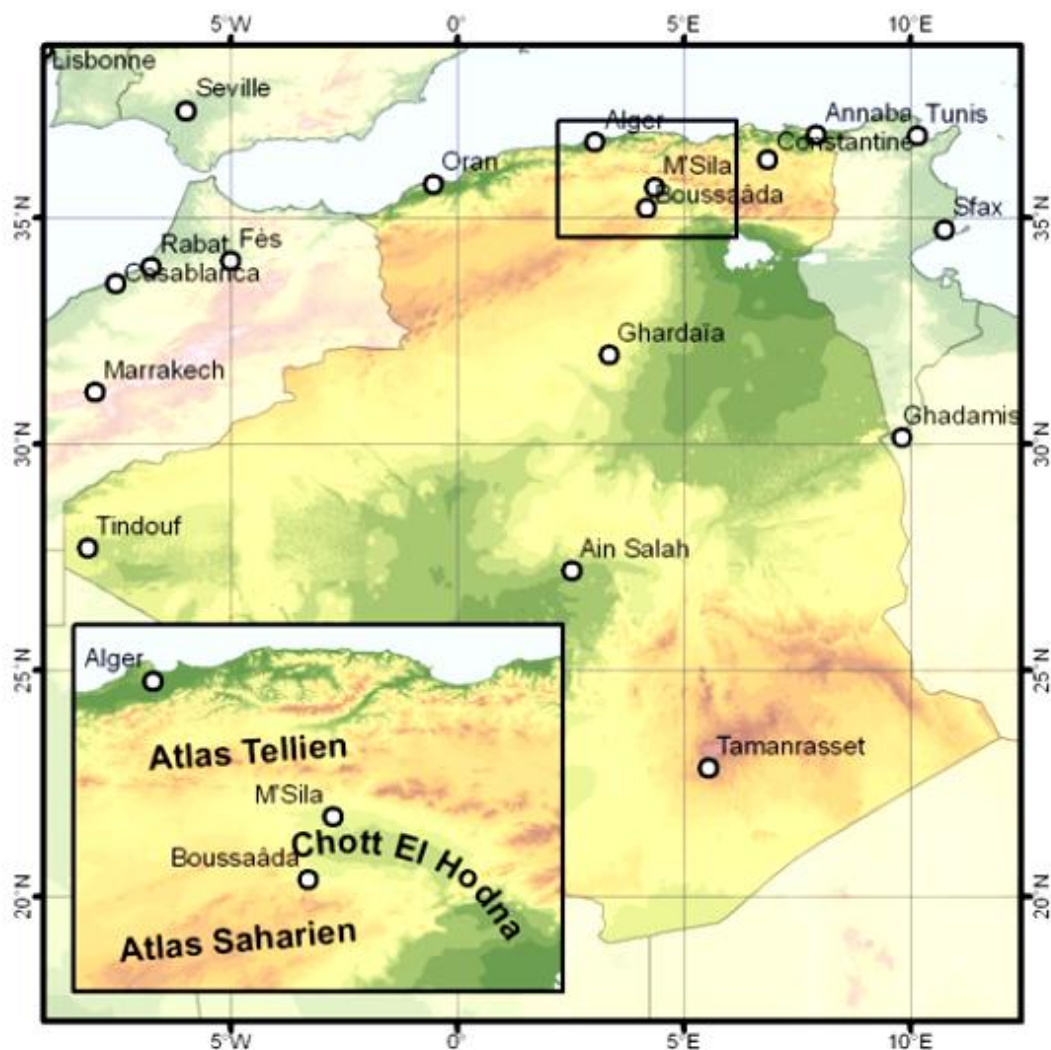 5°W 0° 5°E 10°E
Lisbonne
Seville
Alger
Annaba
Tunis
Constantine
Oran
M'Sila
Boussaâda
35°N
35°N
Sfax
Rabat
Fès
Casablanca
Ghardaïa
Marrakech
Ghadamis
30°N
30°N
Tindouf
Ain Salah
25°N
25°N
Alger
Atlas Tellien
M'Sila
Chott El Hodna
Boussaâda
Atlas Saharien
Tamanrasset
20°N
20°N
5°W 0° 5°E 10°E